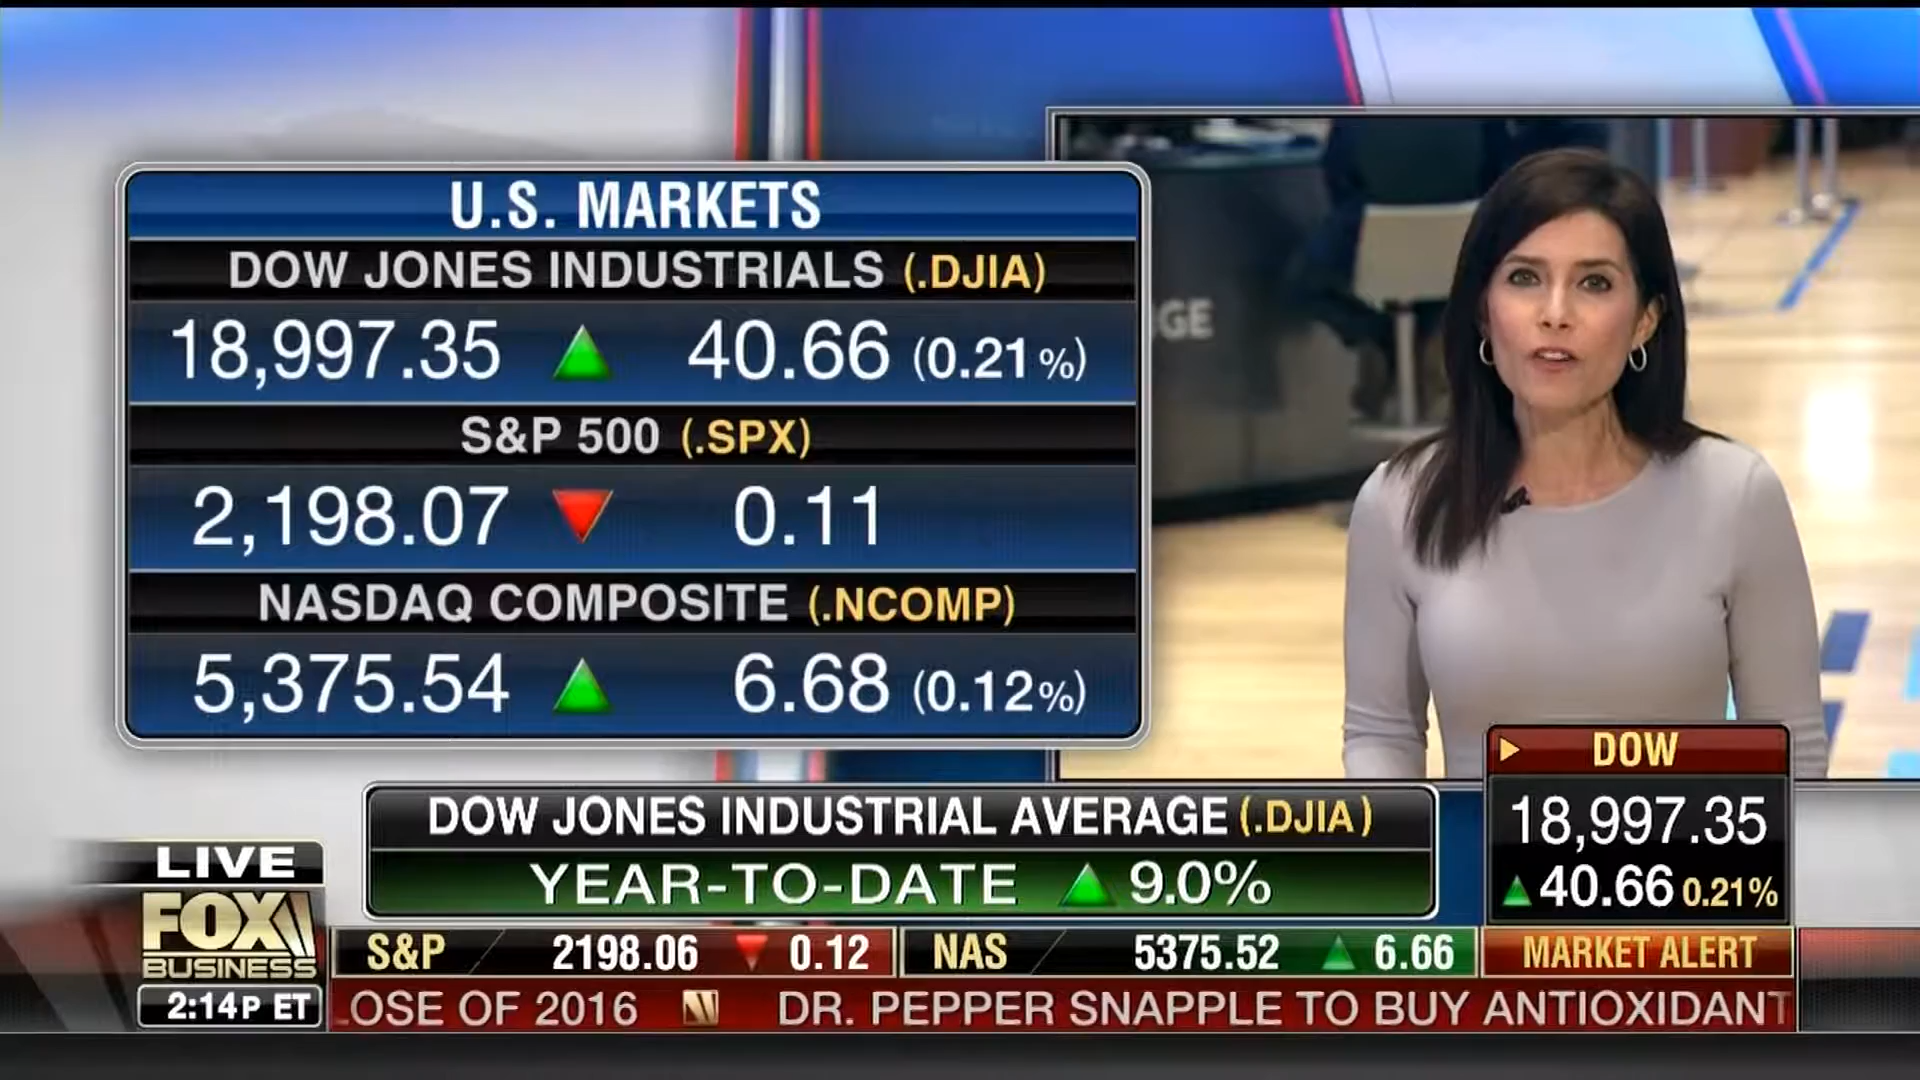 U.S. MARKETS
DOW JONES INDUSTRIALS (.DJIA)
18,997.35 ▲ 40.66 (0.21%)
S&P 500 (.SPX)
2,198.07 ▼ 0.11
NASDAQ COMPOSITE (.NCOMP)
5,375.54 ▲ 6.68 (0.12%)
GE
DOW JONES INDUSTRIAL AVERAGE (.DJIA)
YEAR-TO-DATE ▲ 9.0%
DOW
18,997.35
▲ 40.66 0.21%
LIVE
FOX
BUSINESS
2:14P ET
S&P 2198.06 ▼ 0.12 NAS 5375.52 ▲ 6.66 MARKET ALERT
LOSE OF 2016 DR. PEPPER SNAPPLE TO BUY ANTIOXIDANT